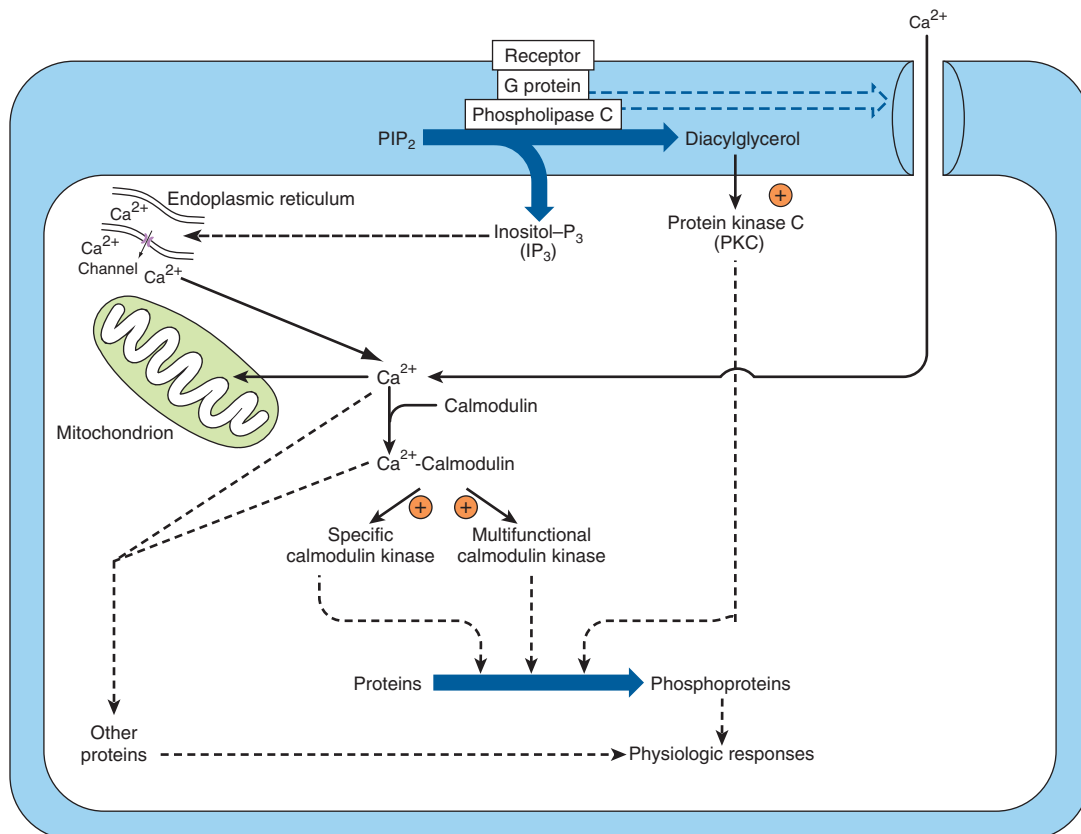 Ca²⁺
Receptor
G protein
Phospholipase C
PIP₂
Diacylglycerol
Endoplasmic reticulum
Ca²⁺
Ca²⁺
Channel
Ca²⁺
Inositol–P₃
(IP₃)
+
Protein kinase C
(PKC)
Ca²⁺
Calmodulin
Mitochondrion
Ca²⁺-Calmodulin
+
+
Specific
calmodulin kinase
Multifunctional
calmodulin kinase
Proteins
Phosphoproteins
Other
proteins
Physiologic responses